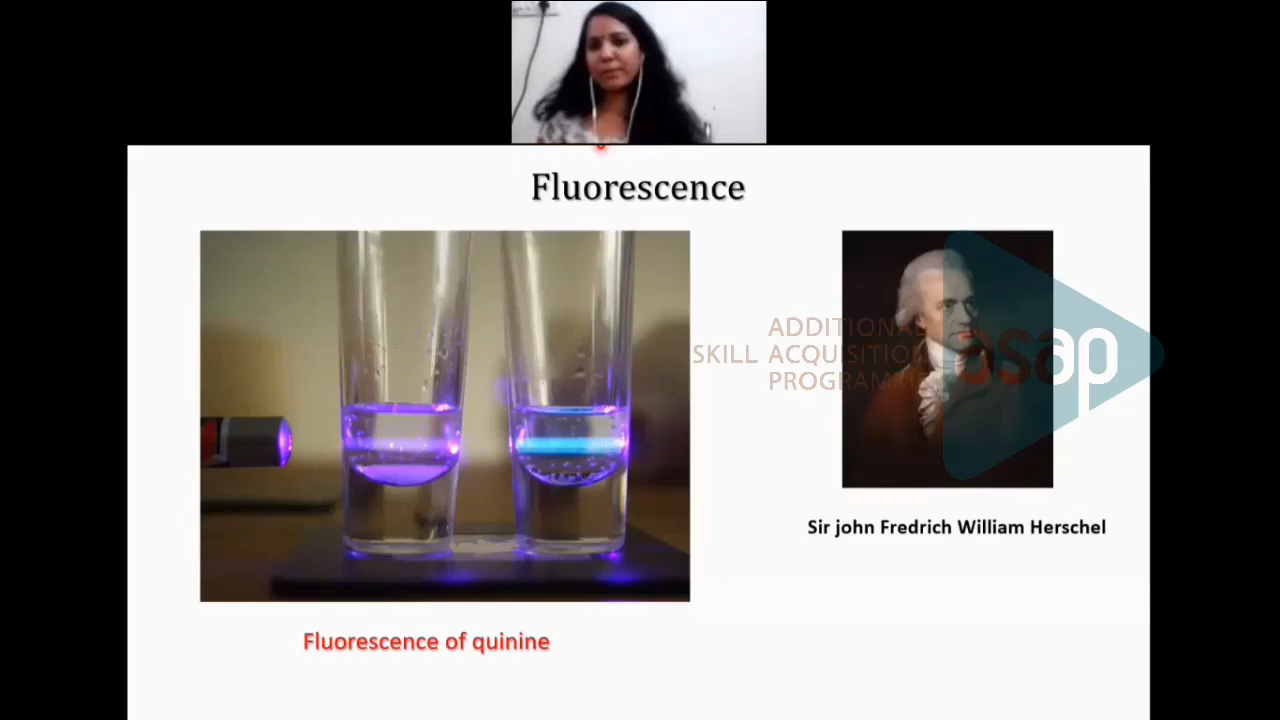 Fluorescence
ADDITIONAL
SKILL ACQUISITION
PROGRAMME
asap
Sir john Fredrich William Herschel
Fluorescence of quinine